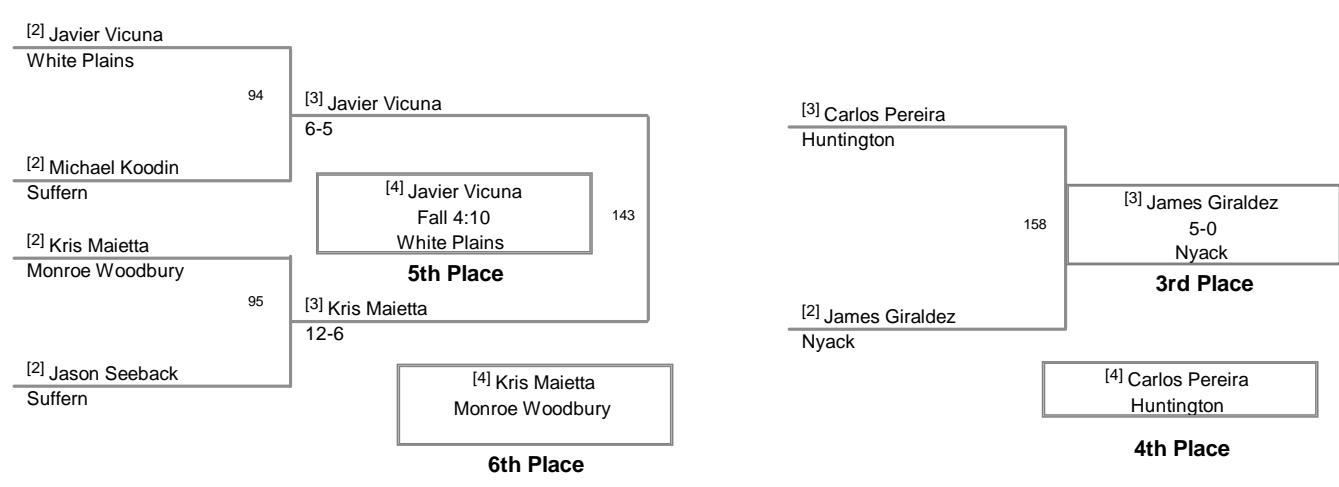 [2] Javier Vicuna
White Plains
94
[3] Javier Vicuna
6-5
[2] Michael Koodin
Suffern
[4] Javier Vicuna
Fall 4:10
White Plains
143
5th Place
[2] Kris Maietta
Monroe Woodbury
95
[3] Kris Maietta
12-6
[2] Jason Seeback
Suffern
[4] Kris Maietta
Monroe Woodbury
6th Place
[3] Carlos Pereira
Huntington
158
[3] James Giraldez
5-0
Nyack
3rd Place
[2] James Giraldez
Nyack
[4] Carlos Pereira
Huntington
4th Place